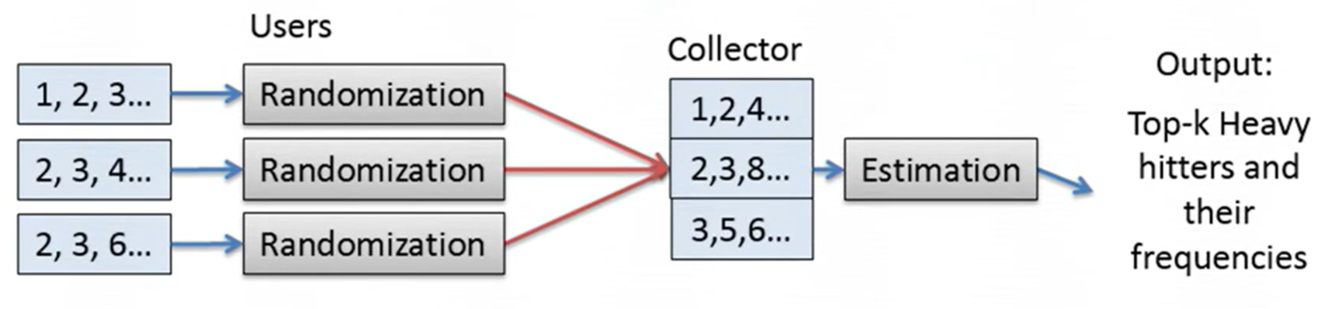 Users
1, 2, 3...
Randomization
2, 3, 4...
Randomization
2, 3, 6...
Randomization
Collector
1,2,4...
2,3,8...
3,5,6...
Estimation
Output:
Top-k Heavy
hitters and
their
frequencies